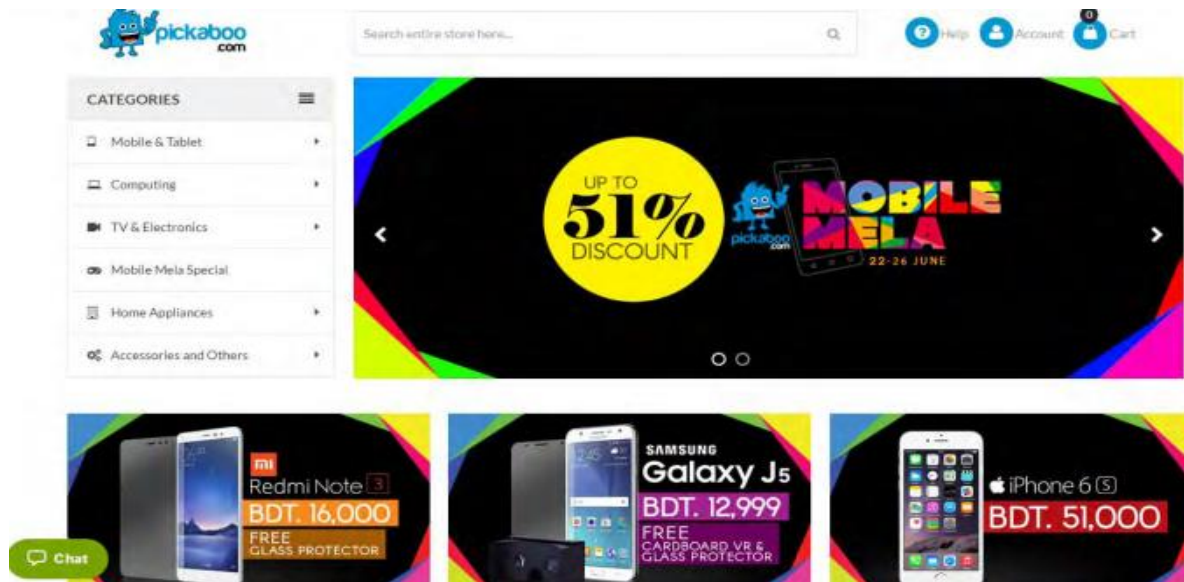 pickaboo
.com
Search entire store here...
Help
Account
0
Cart
CATEGORIES
Mobile & Tablet
Computing
TV & Electronics
Mobile Mela Special
Home Appliances
Accessories and Others
UP TO
51%
DISCOUNT
pickaboo
.com
MOBILE
MELA
22-26 JUNE
mi
Redmi Note 3
BDT. 16,000
FREE
GLASS PROTECTOR
SAMSUNG
Galaxy J5
BDT. 12,999
FREE
CARDBOARD VR &
GLASS PROTECTOR
iPhone 6 S
BDT. 51,000
Chat